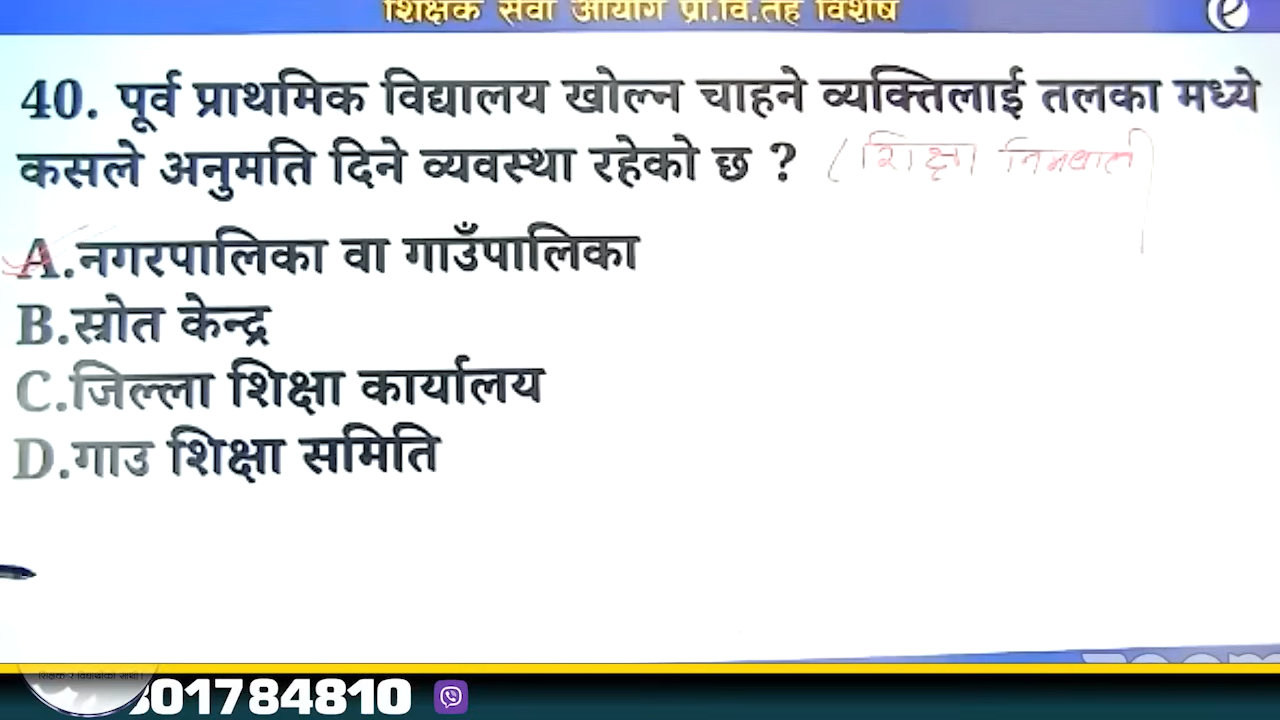 शिक्षक सेवा आयोग प्रा.वि.तह विशेष
40. पूर्व प्राथमिक विद्यालय खोल्न चाहने व्यक्तिलाई तलका मध्ये
कसले अनुमति दिने व्यवस्था रहेको छ ? (शिक्षा
A.नगरपालिका वा गाउँपालिका
B.स्रोत केन्द्र
C.जिल्ला शिक्षा कार्यालय
D.गाउ शिक्षा समिति
zoom
01784810